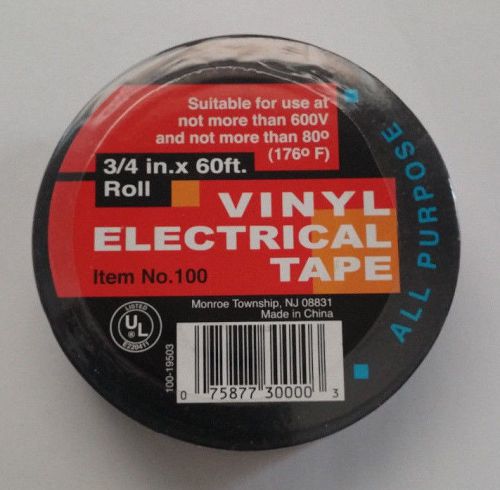 Suitable for use at
not more than 600V
and not more than 80º
(176º F)
3/4 in.x 60ft.
Roll
VINYL
ELECTRICAL
TAPE
Item No.100
ALL PURPOSE
Monroe Township, NJ 08831
Made in China
LISTED
UL
E220411
100-19503
0 75877 30000 3